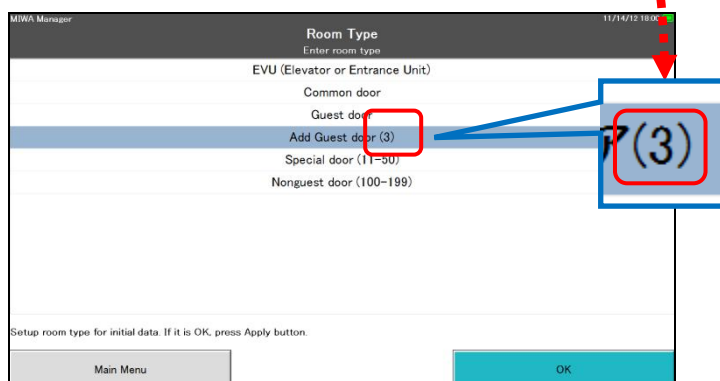 MIWA Manager
11/14/12 18:00
Room Type
Enter room type
EVU (Elevator or Entrance Unit)
Common door
Guest door
Add Guest door (3)
Special door (11-50)
Nonguest door (100-199)
ア(3)
Setup room type for initial data. If it is OK, press Apply button.
Main Menu
OK